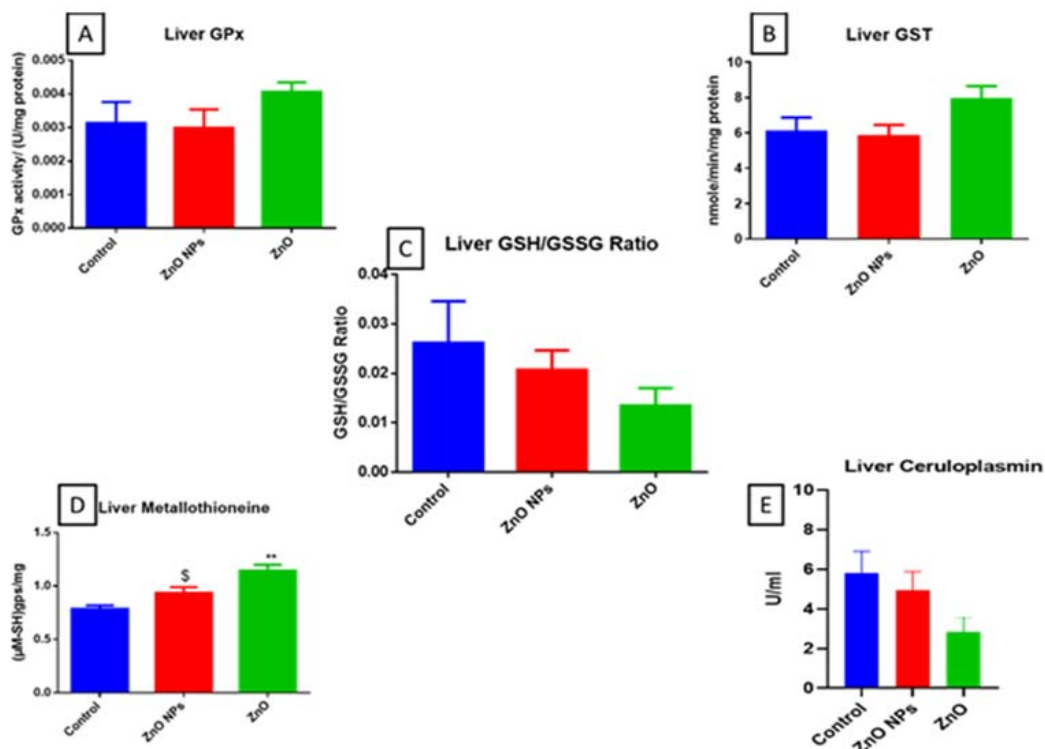 A
Liver GPx
GPx activity/ (U/mg protein)
0.005
0.004
0.003
0.002
0.001
0.000
Control
ZnO NPs
ZnO
B
Liver GST
nmole/min/mg protein
10
8
6
4
2
0
Control
ZnO NPs
ZnO
C
Liver GSH/GSSG Ratio
GSH/GSSG Ratio
0.04
0.03
0.02
0.01
0.00
Control
ZnO NPs
ZnO
D
Liver Metallothioneine
(µM-SH)gps/mg
1.5
1.0
0.5
0.0
$
**
Control
ZnO NPs
ZnO
Liver Ceruloplasmin
E
U/ml
10
8
6
4
2
0
Control
ZnO NPs
ZnO